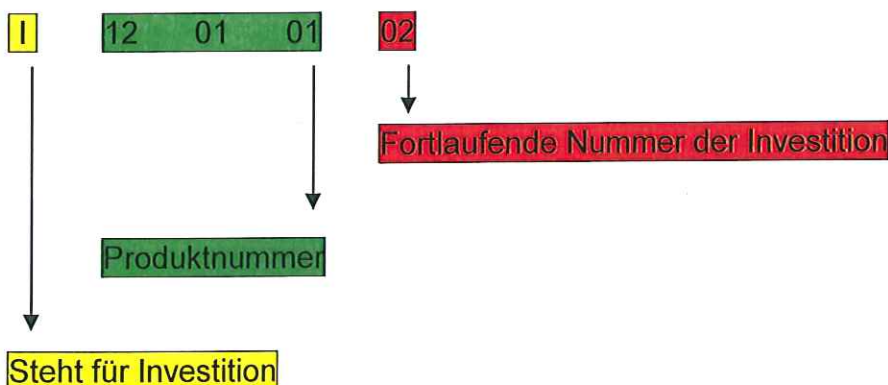 I 12 01 01 02
Fortlaufende Nummer der Investition
Produktnummer
Steht für Investition